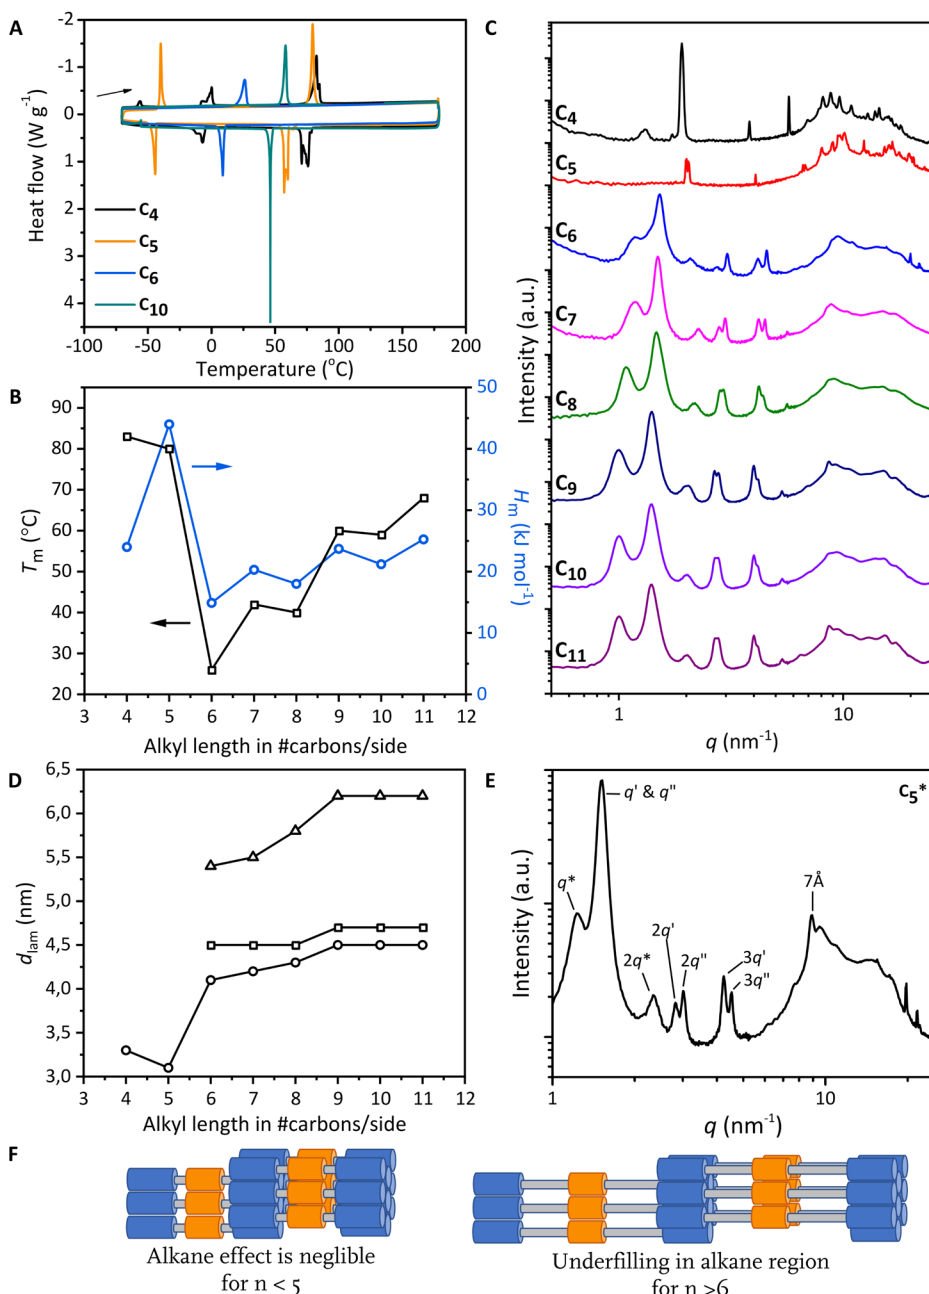 A
-2
-1
0
1
2
3
4
Heat flow (W g⁻¹)
C₄
C₅
C₆
C₁₀
-100
-50
0
50
100
150
200
Temperature (°C)
B
90
80
70
60
50
40
30
20
Tₘ (°C)
50
40
30
20
10
0
Hₘ (kJ mol⁻¹)
3 4 5 6 7 8 9 10 11 12
Alkyl length in #carbons/side
C
Intensity (a.u.)
C₄
C₅
C₆
C₇
C₈
C₉
C₁₀
C₁₁
1
10
q (nm⁻¹)
D
6,5
6,0
5,5
5,0
4,5
4,0
3,5
3,0
d_lam (nm)
3 4 5 6 7 8 9 10 11 12
Alkyl length in #carbons/side
E
C₅*
Intensity (a.u.)
q' & q"
q*
7Å
2q'
2q*
2q"
3q'
3q"
1
10
q (nm⁻¹)
F
Alkane effect is neglible
for n < 5
Underfilling in alkane region
for n >6